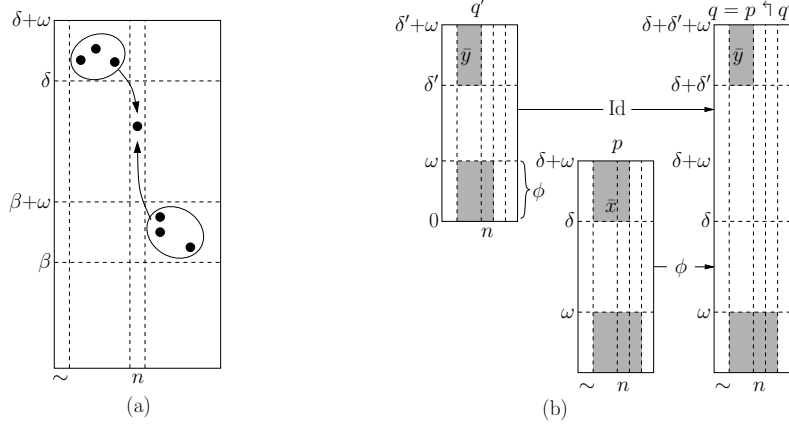 δ+ω
δ
β+ω
β
∼ n
(a)
q′
δ′+ω
ȳ
δ′
ω
ϕ
0
n
Id
p
δ+ω
x̄
δ
ω
∼ n
ϕ
q = p ↰ q′
δ+δ′+ω
ȳ
δ+δ′
δ+ω
δ
ω
∼ n
(b)